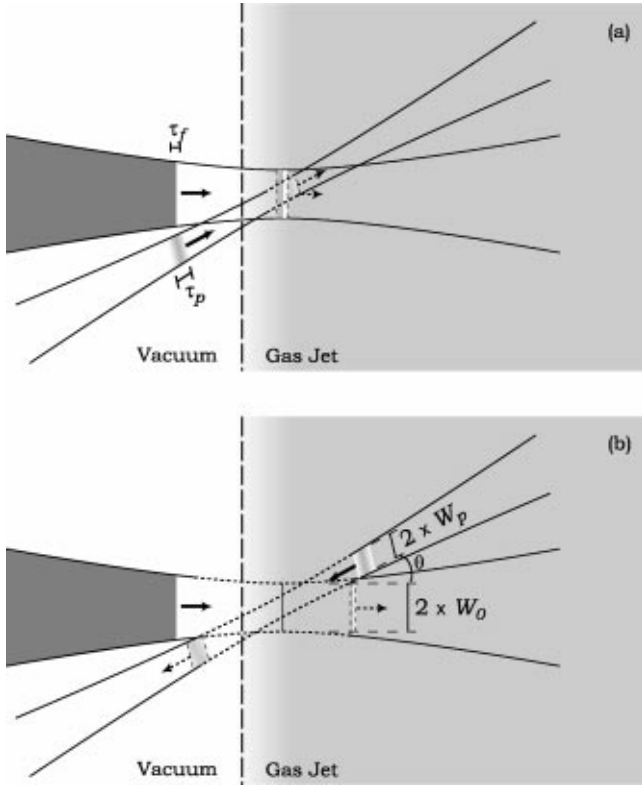 (a)
τf
τp
Vacuum
Gas Jet
(b)
2 × Wp
θ
2 × W0
Vacuum
Gas Jet